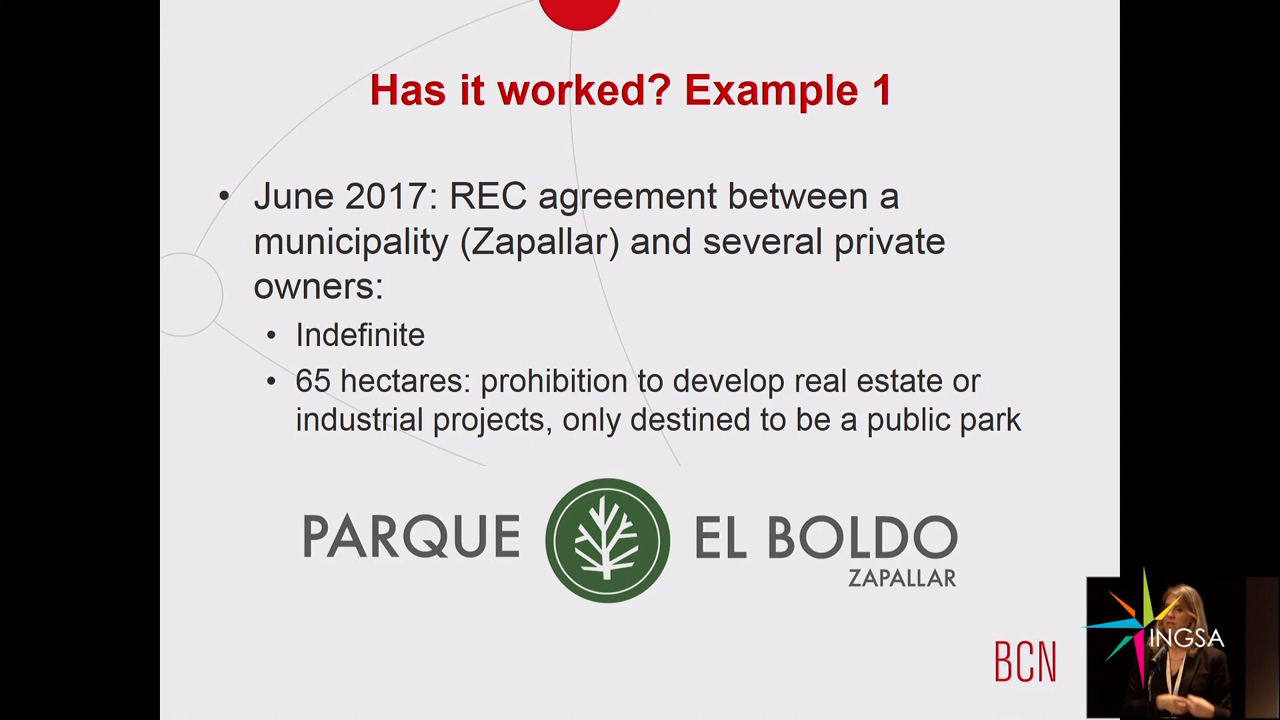 Has it worked? Example 1
• June 2017: REC agreement between a
municipality (Zapallar) and several private
owners:
• Indefinite
• 65 hectares: prohibition to develop real estate or
industrial projects, only destined to be a public park
PARQUE EL BOLDO
ZAPALLAR
BCN
INGSA